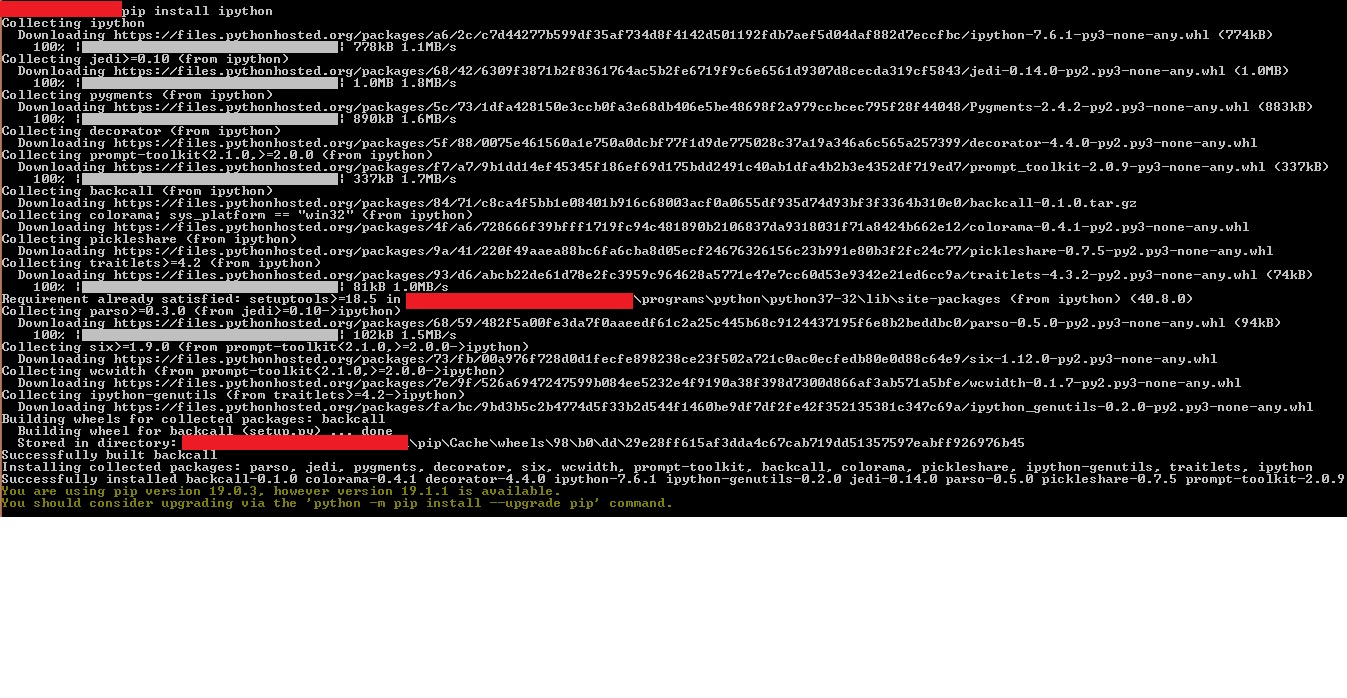 pip install ipython
Collecting ipython
Downloading https://files.pythonhosted.org/packages/a6/2c/c7d44277b599df35af734d8f4142d501192fdb7aef5d04daf882d7eccfbc/ipython-7.6.1-py3-none-any.whl (774kB)
100% |████████████████████████████████| 778kB 1.1MB/s
Collecting jedi>=0.10 (from ipython)
Downloading https://files.pythonhosted.org/packages/68/42/6309f3871b2f8361764ac5b2fe6719f9c6e6561d9307d8cecda319cf5843/jedi-0.14.0-py2.py3-none-any.whl (1.0MB)
100% |████████████████████████████████| 1.0MB 1.8MB/s
Collecting pygments (from ipython)
Downloading https://files.pythonhosted.org/packages/5c/73/1dfa428150e3ccb0fa3e68db406e5be48698f2a979ccbcec795f28f44048/Pygments-2.4.2-py2.py3-none-any.whl (883kB)
100% |████████████████████████████████| 890kB 1.6MB/s
Collecting decorator (from ipython)
Downloading https://files.pythonhosted.org/packages/5f/88/0075e461560a1e750a0dcbf77f1d9de775028c37a19a346a6c565a257399/decorator-4.4.0-py2.py3-none-any.whl
Collecting prompt-toolkit<2.1.0,>=2.0.0 (from ipython)
Downloading https://files.pythonhosted.org/packages/f7/a7/9b1dd14ef45345f186ef69d175bdd2491c40ab1dfa4b2b3e4352df719ed7/prompt_toolkit-2.0.9-py3-none-any.whl (337kB)
100% |████████████████████████████████| 337kB 1.7MB/s
Collecting backcall (from ipython)
Downloading https://files.pythonhosted.org/packages/84/71/c8ca4f5bb1e08401b916c68003acf0a0655df935d74d93bf3f3364b310e0/backcall-0.1.0.tar.gz
Collecting colorama; sys_platform == "win32" (from ipython)
Downloading https://files.pythonhosted.org/packages/4f/a6/728666f39bfff1719fc94c481890b2106837da9318031f71a8424b662e12/colorama-0.4.1-py2.py3-none-any.whl
Collecting pickleshare (from ipython)
Downloading https://files.pythonhosted.org/packages/9a/41/220f49aaea88bc6fa6cba8d05ecf24676326156c23b991e80b3f2fc24c77/pickleshare-0.7.5-py2.py3-none-any.whl
Collecting traitlets>=4.2 (from ipython)
Downloading https://files.pythonhosted.org/packages/93/d6/abcb22de61d78e2fc3959c964628a5771e47e7cc60d53e9342e21ed6cc9a/traitlets-4.3.2-py2.py3-none-any.whl (74kB)
100% |████████████████████████████████| 81kB 1.0MB/s
Requirement already satisfied: setuptools>=18.5 in \programs\python\python37-32\lib\site-packages (from ipython) (40.8.0)
Collecting parso>=0.3.0 (from jedi>=0.10->ipython)
Downloading https://files.pythonhosted.org/packages/68/59/482f5a00fe3da7f0aaeedf61c2a25c445b68c9124437195f6e8b2beddbc0/parso-0.5.0-py2.py3-none-any.whl (94kB)
100% |████████████████████████████████| 102kB 1.5MB/s
Collecting six>=1.9.0 (from prompt-toolkit<2.1.0,>=2.0.0->ipython)
Downloading https://files.pythonhosted.org/packages/73/fb/00a976f728d0d1fecfe898238ce23f502a721c0ac0ecfedb80e0d88c64e9/six-1.12.0-py2.py3-none-any.whl
Collecting wcwidth (from prompt-toolkit<2.1.0,>=2.0.0->ipython)
Downloading https://files.pythonhosted.org/packages/7e/9f/526a6947247599b084ee5232e4f9190a38f398d7300d866af3ab571a5bfe/wcwidth-0.1.7-py2.py3-none-any.whl
Collecting ipython-genutils (from traitlets>=4.2->ipython)
Downloading https://files.pythonhosted.org/packages/fa/bc/9bd3b5c2b4774d5f33b2d544f1460be9df7df2fe42f352135381c347c69a/ipython_genutils-0.2.0-py2.py3-none-any.whl
Building wheels for collected packages: backcall
Building wheel for backcall (setup.py) ... done
Stored in directory: \pip\Cache\wheels\98\b0\dd\29e28ff615af3dda4c67cab719dd51357597eabff926976b45
Successfully built backcall
Installing collected packages: parso, jedi, pygments, decorator, six, wcwidth, prompt-toolkit, backcall, colorama, pickleshare, ipython-genutils, traitlets, ipython
Successfully installed backcall-0.1.0 colorama-0.4.1 decorator-4.4.0 ipython-7.6.1 ipython-genutils-0.2.0 jedi-0.14.0 parso-0.5.0 pickleshare-0.7.5 prompt-toolkit-2.0.9
You are using pip version 19.0.3, however version 19.1.1 is available.
You should consider upgrading via the 'python -m pip install --upgrade pip' command.